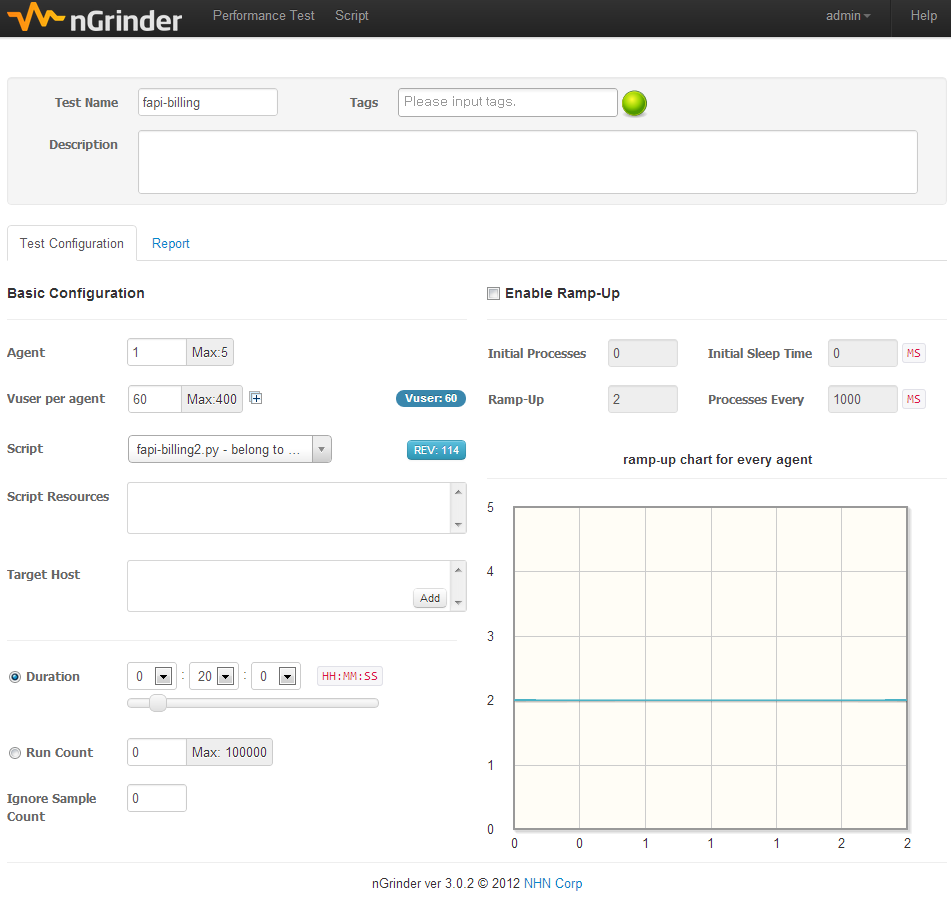 nGrinder Performance Test Script admin Help
Test Name fapi-billing Tags Please input tags.
Description
Test Configuration Report
Basic Configuration
Agent 1 Max:5
Vuser per agent 60 Max:400 Vuser: 60
Script fapi-billing2.py - belong to ... REV: 114
Script Resources
Target Host
Add
Duration 0 : 20 : 0 HH:MM:SS
Run Count 0 Max: 100000
Ignore Sample 0
Count
Enable Ramp-Up
Initial Processes 0 Initial Sleep Time 0 MS
Ramp-Up 2 Processes Every 1000 MS
ramp-up chart for every agent
5
4
3
2
1
0
0 0 1 1 1 2 2
nGrinder ver 3.0.2 © 2012 NHN Corp